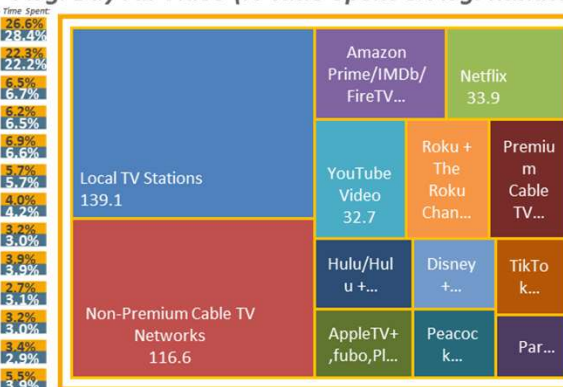 Time Spent:
26.6%
28.4%
22.3%
22.2%
6.5%
6.7%
6.2%
6.5%
6.9%
6.6%
5.7%
5.7%
4.0%
4.2%
3.2%
3.0%
3.9%
3.9%
2.7%
3.1%
3.2%
3.0%
3.4%
2.9%
5.5%
3.9%
Local TV Stations
139.1
Non-Premium Cable TV
Networks
116.6
Amazon
Prime/IMDb/
FireTV...
Netflix
33.9
YouTube
Video
32.7
Roku +
The
Roku
Chan...
Premiu
m
Cable
TV...
Hulu/Hul
u +...
Disney
+...
TikTo
k...
AppleTV+
,fubo,Pl...
Peacoc
k...
Par...